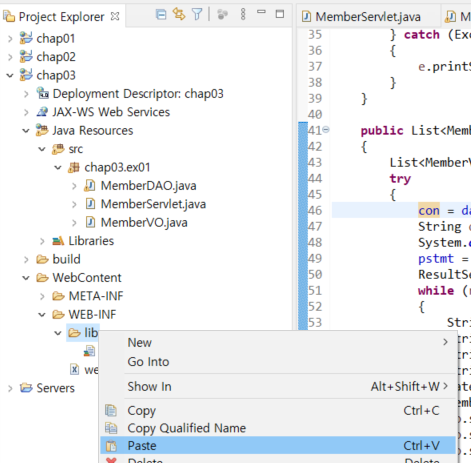 Project Explorer
chap01
chap02
chap03
Deployment Descriptor: chap03
JAX-WS Web Services
Java Resources
src
chap03.ex01
MemberDAO.java
MemberServlet.java
MemberVO.java
Libraries
build
WebContent
META-INF
WEB-INF
lib
we
Servers
New
Go Into
Show In Alt+Shift+W
Copy Ctrl+C
Copy Qualified Name
Paste Ctrl+V
Delete Delete
MemberServlet.java
M
35 } catch (Exc
36 {
37 e.printS
38 }
39 }
40
41 public List<Memb
42 {
43 List<MemberV
44 try
45 {
46 con = da
47 String
48 System.
49 pstmt =
50 ResultSe
51 while (r
52 {
53 Stri